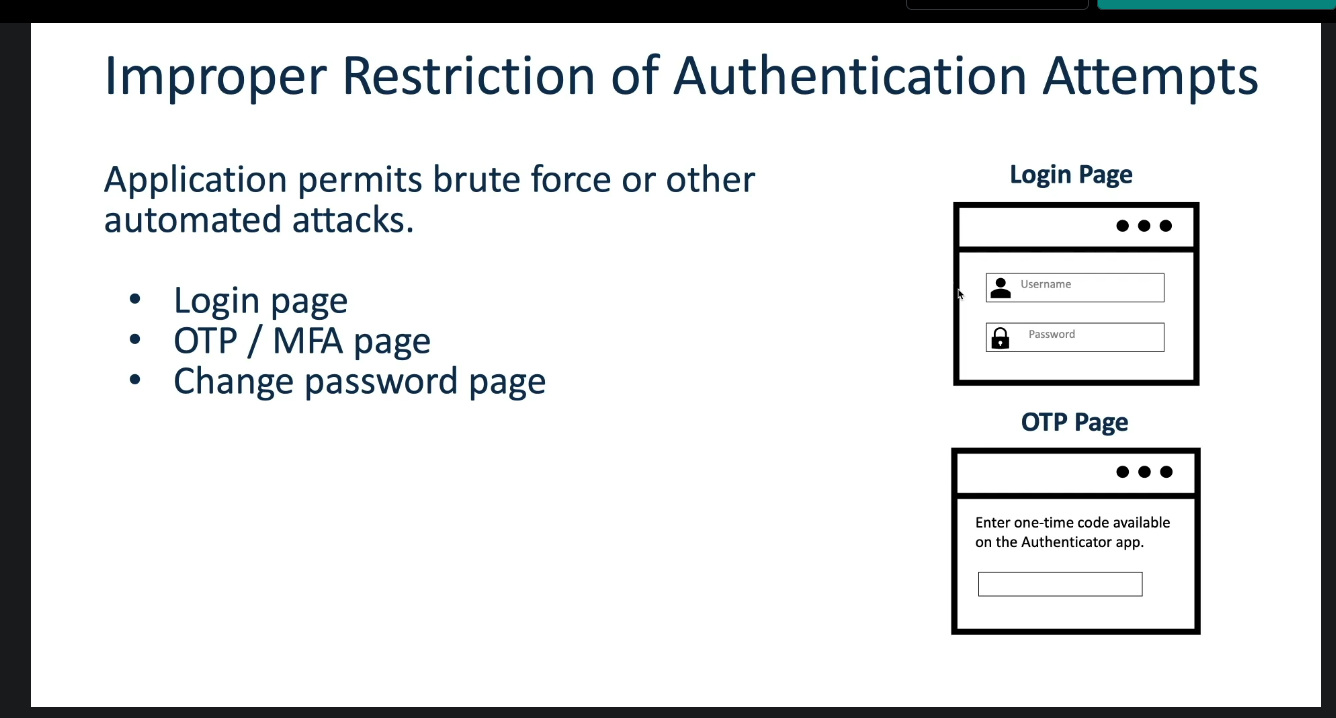 Improper Restriction of Authentication Attempts
Application permits brute force or other
automated attacks.
• Login page
• OTP / MFA page
• Change password page
Login Page
Username
Password
OTP Page
Enter one-time code available
on the Authenticator app.